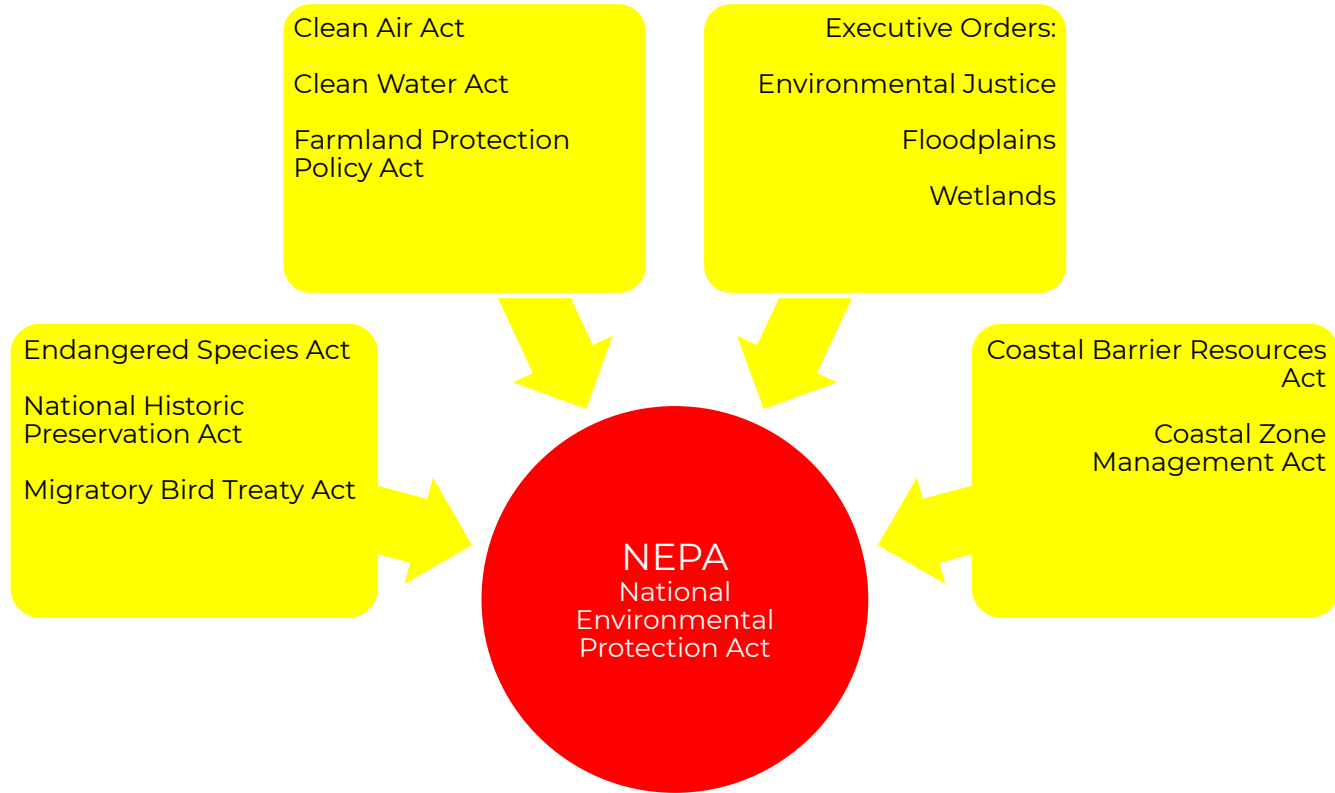 Clean Air Act
Clean Water Act
Farmland Protection
Policy Act
Executive Orders:
Environmental Justice
Floodplains
Wetlands
Endangered Species Act
National Historic
Preservation Act
Migratory Bird Treaty Act
Coastal Barrier Resources
Act
Coastal Zone
Management Act
NEPA
National
Environmental
Protection Act